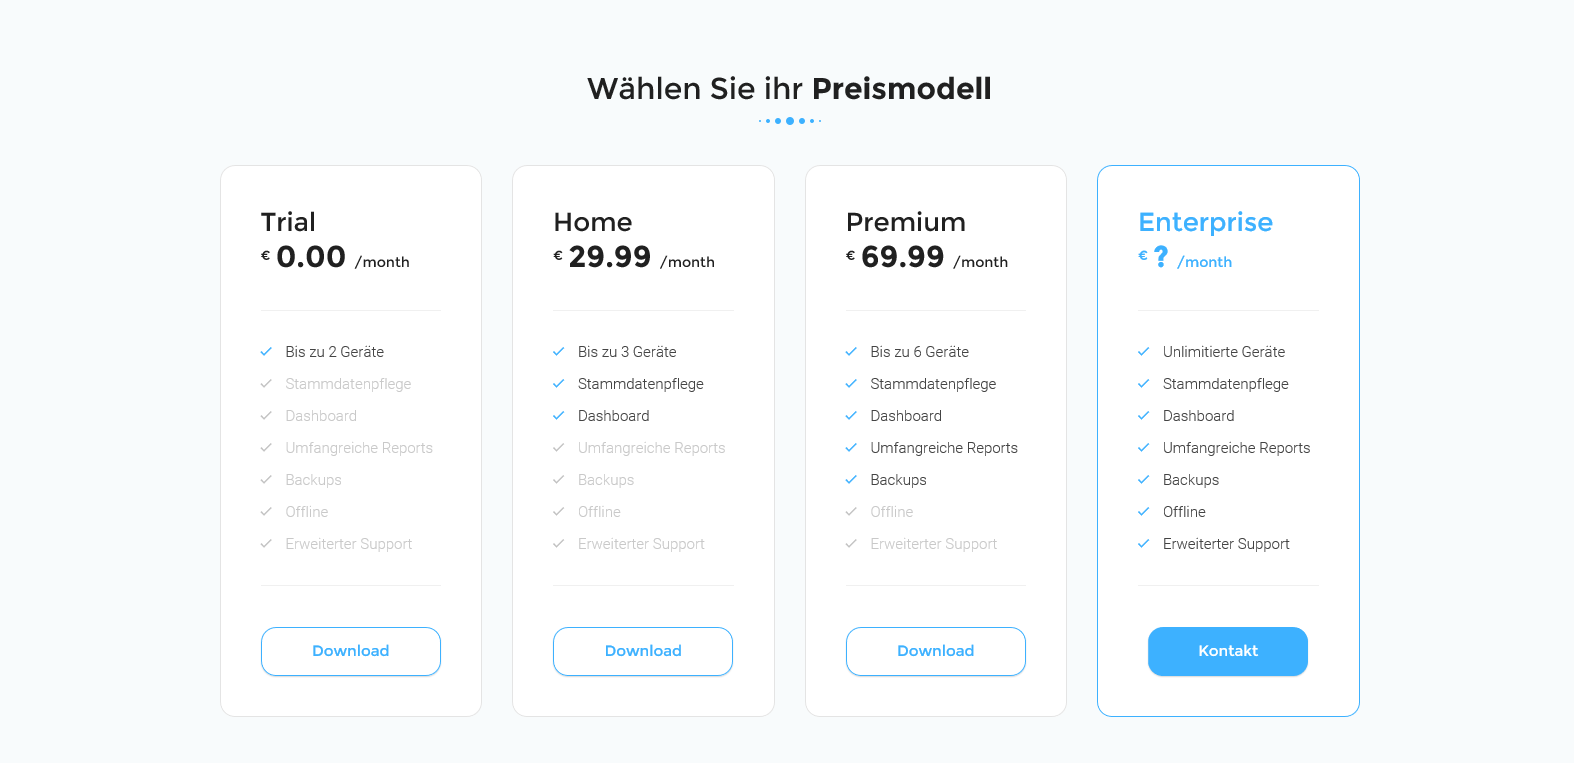 Wählen Sie ihr Preismodell
Trial
€ 0.00 /month
Bis zu 2 Geräte
Stammdatenpflege
Dashboard
Umfangreiche Reports
Backups
Offline
Erweiterter Support
Download
Home
€ 29.99 /month
Bis zu 3 Geräte
Stammdatenpflege
Dashboard
Umfangreiche Reports
Backups
Offline
Erweiterter Support
Download
Premium
€ 69.99 /month
Bis zu 6 Geräte
Stammdatenpflege
Dashboard
Umfangreiche Reports
Backups
Offline
Erweiterter Support
Download
Enterprise
€ ? /month
Unlimitierte Geräte
Stammdatenpflege
Dashboard
Umfangreiche Reports
Backups
Offline
Erweiterter Support
Kontakt